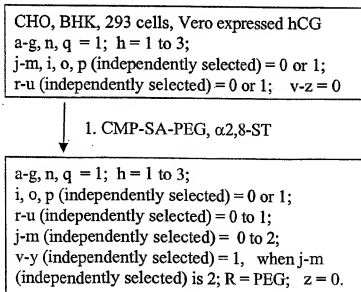 CHO, BHK, 293 cells, Vero expressed hCG
a-g, n, q = 1;  h = 1 to 3;
j-m, i, o, p (independently selected) = 0 or 1;
r-u (independently selected) = 0 or 1;   v-z = 0
1. CMP-SA-PEG, α2,8-ST
a-g, n, q = 1;  h = 1 to 3;
i, o, p (independently selected) = 0 or 1;
r-u (independently selected) = 0 to 1;
j-m (independently selected) =  0 to 2;
v-y (independently selected) = 1,   when j-m
(independently selected) is 2; R = PEG;   z = 0.